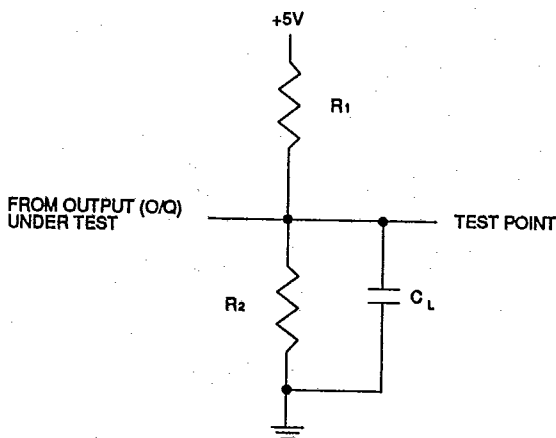 +5V
R1
FROM OUTPUT (O/Q)
UNDER TEST
TEST POINT
R2
CL